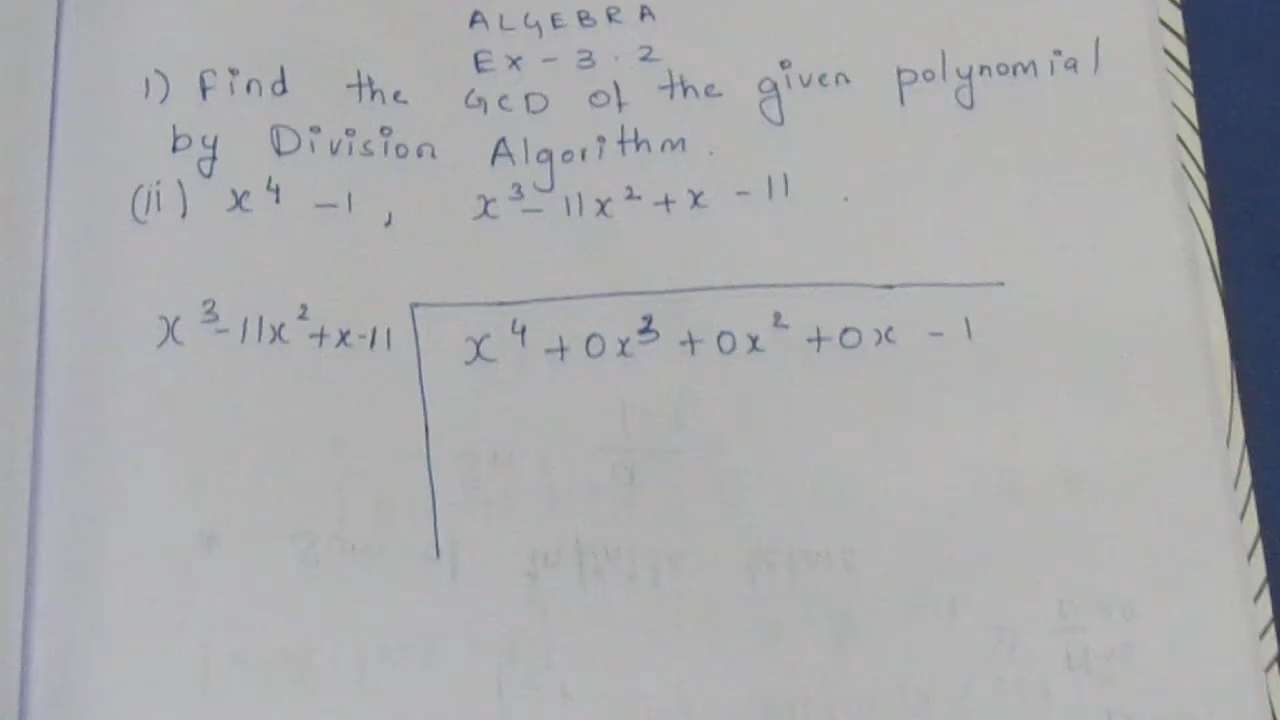 ALGEBRA
EX - 3.2
1) Find the GCD of the given polynomial
by Division Algorithm.
(ii) x⁴ - 1, x³ - 11x² + x - 11.
x³ - 11x² + x - 11 | x⁴ + 0x³ + 0x² + 0x - 1